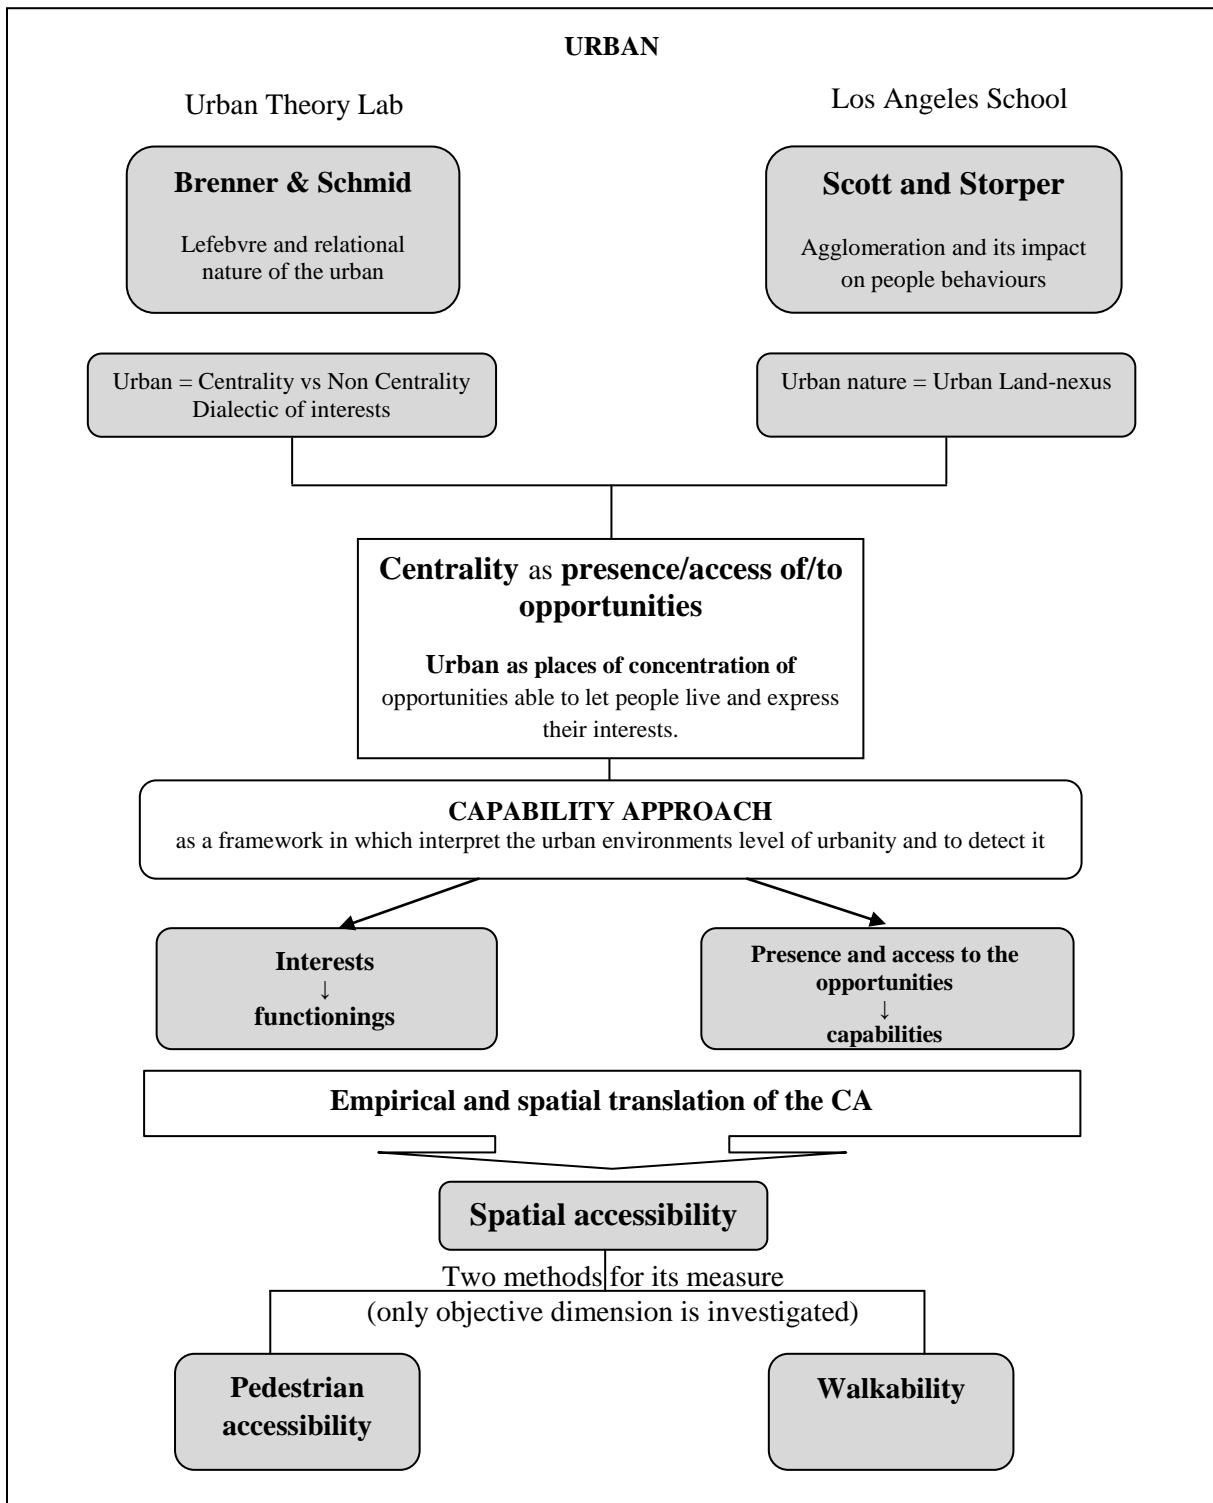 URBAN
Urban Theory Lab
Los Angeles School
Brenner & Schmid
Lefebvre and relational
nature of the urban
Scott and Storper
Agglomeration and its impact
on people behaviours
Urban = Centrality vs Non Centrality
Dialectic of interests
Urban nature = Urban Land-nexus
Centrality as presence/access of/to
opportunities
Urban as places of concentration of
opportunities able to let people live and express
their interests.
CAPABILITY APPROACH
as a framework in which interpret the urban environments level of urbanity and to detect it
Interests
↓
functionings
Presence and access to the
opportunities
↓
capabilities
Empirical and spatial translation of the CA
Spatial accessibility
Two methods for its measure
(only objective dimension is investigated)
Pedestrian
accessibility
Walkability